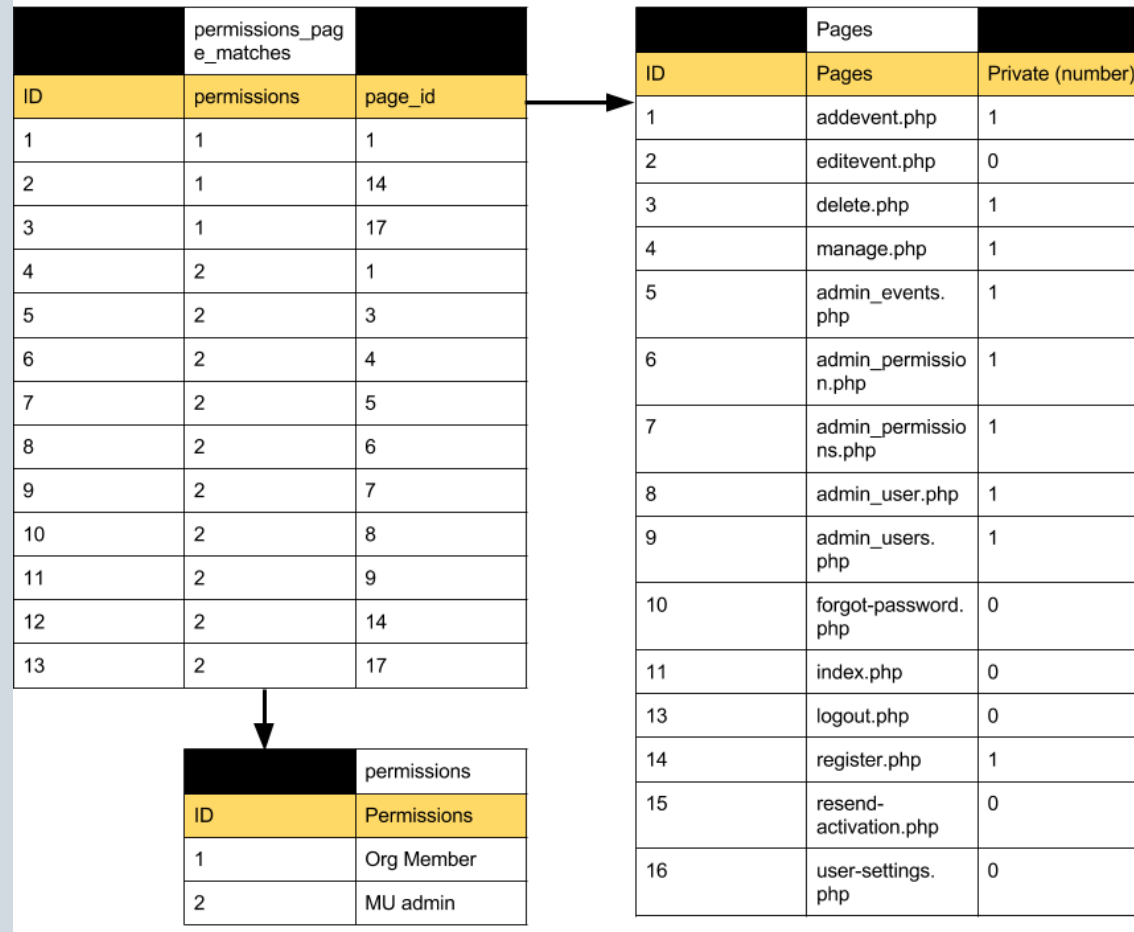 permissions_pag
e_matches
ID permissions page_id
1 1 1
2 1 14
3 1 17
4 2 1
5 2 3
6 2 4
7 2 5
8 2 6
9 2 7
10 2 8
11 2 9
12 2 14
13 2 17
permissions
ID Permissions
1 Org Member
2 MU admin
Pages
ID Pages Private (number)
1 addevent.php 1
2 editevent.php 0
3 delete.php 1
4 manage.php 1
5 admin_events. 1
php
6 admin_permissio 1
n.php
7 admin_permissio 1
ns.php
8 admin_user.php 1
9 admin_users. 1
php
10 forgot-password. 0
php
11 index.php 0
13 logout.php 0
14 register.php 1
15 resend- 0
activation.php
16 user-settings. 0
php